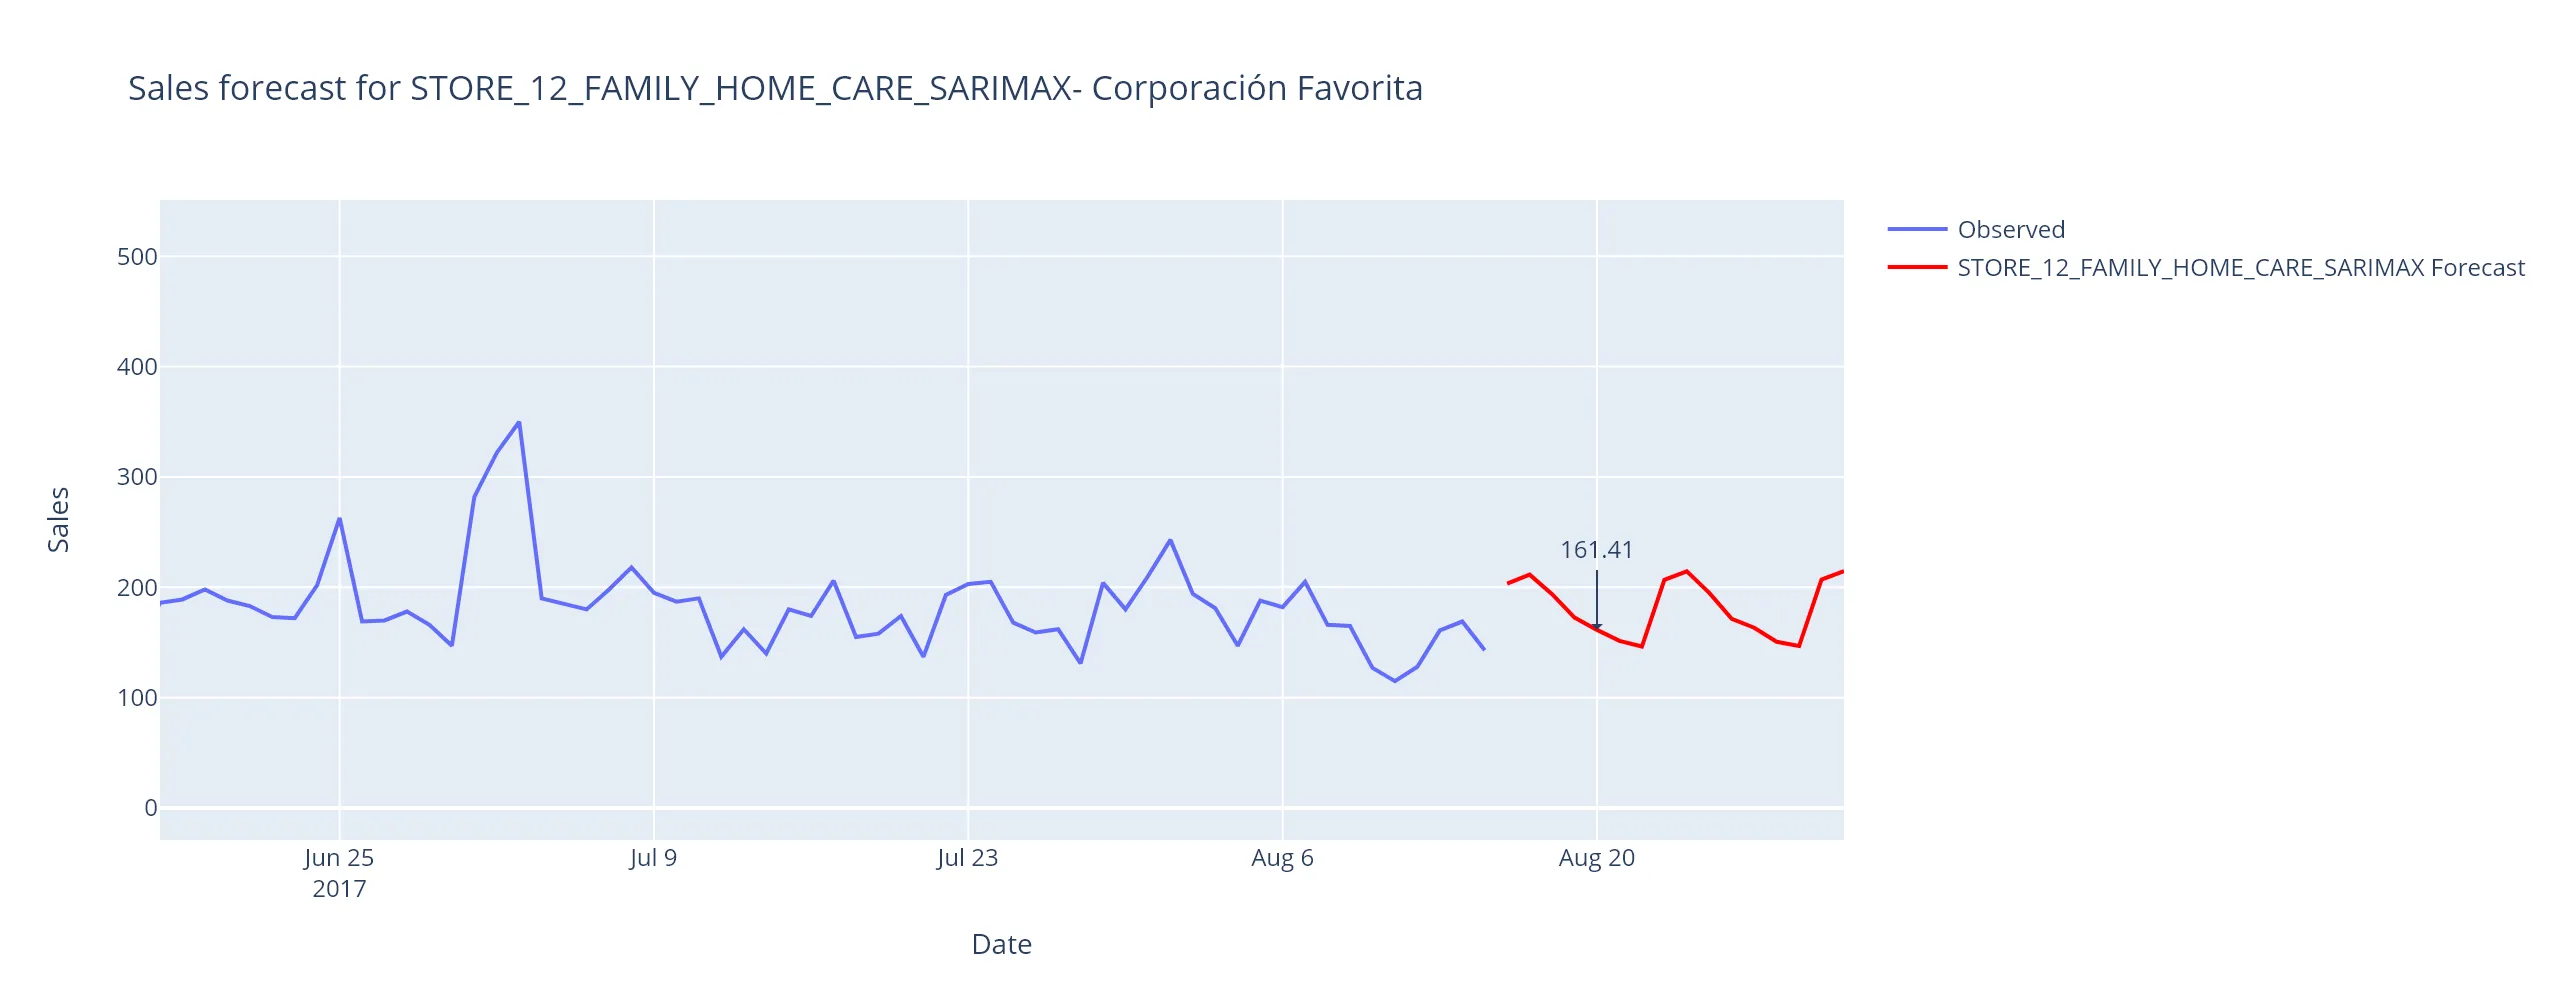 Sales forecast for STORE_12_FAMILY_HOME_CARE_SARIMAX- Corporación Favorita
Observed
STORE_12_FAMILY_HOME_CARE_SARIMAX Forecast
500
400
300
200
100
0
Sales
161.41
Jun 25
2017
Jul 9
Jul 23
Aug 6
Aug 20
Date